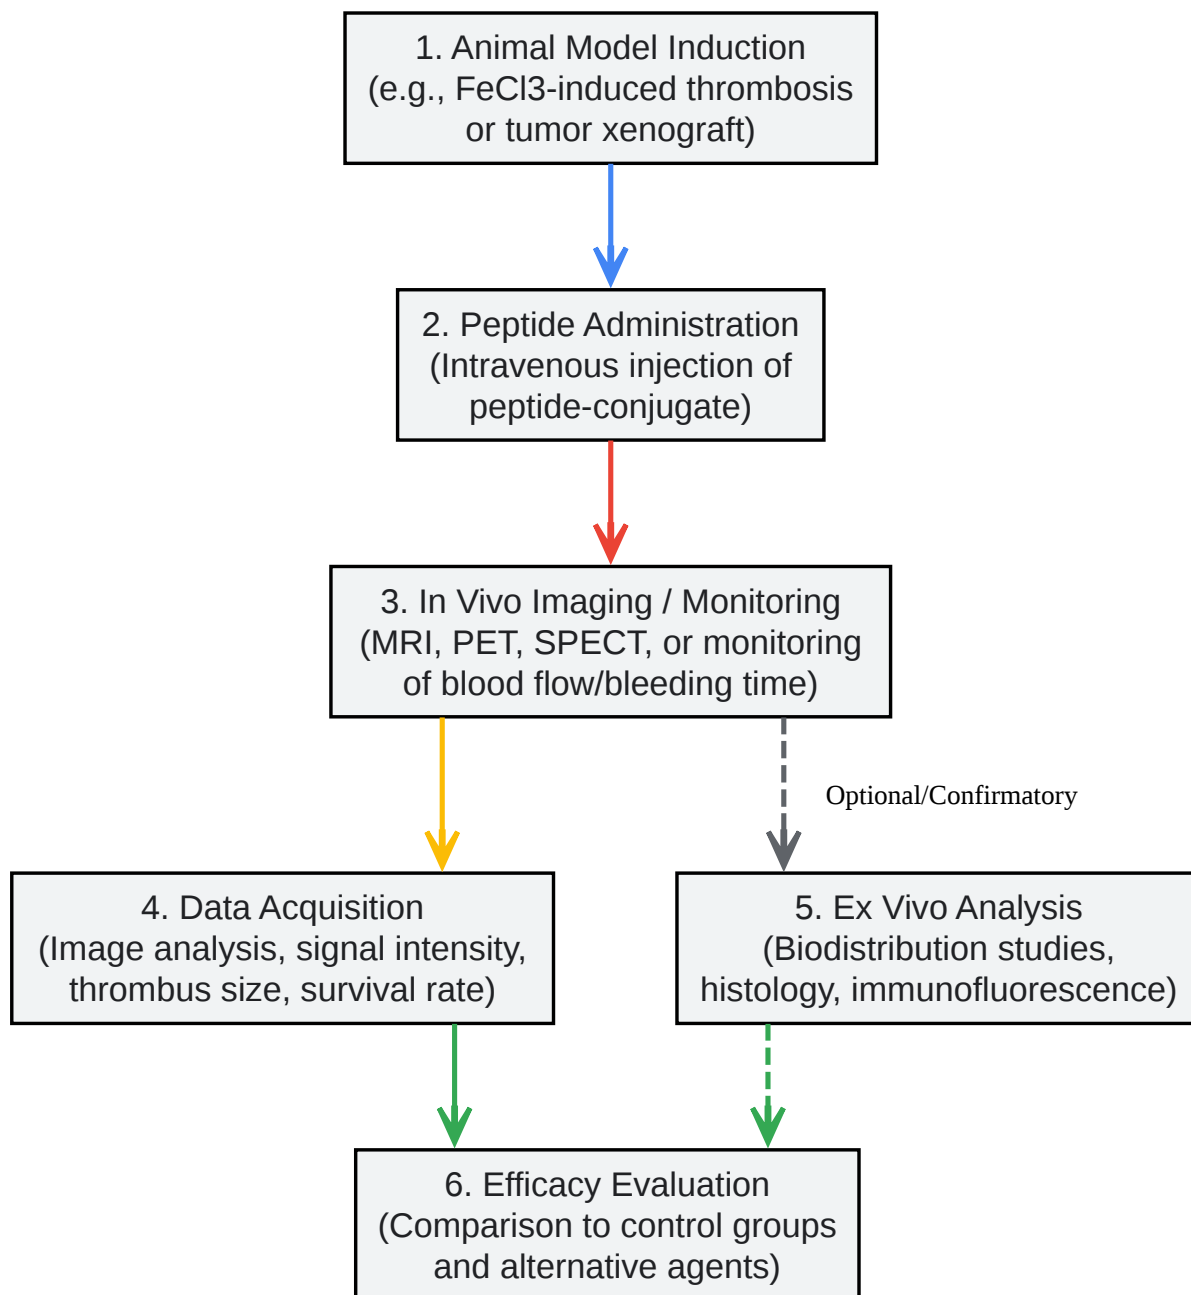 1. Animal Model Induction
(e.g., FeCl3-induced thrombosis
or tumor xenograft)
2. Peptide Administration
(Intravenous injection of
peptide-conjugate)
3. In Vivo Imaging / Monitoring
(MRI, PET, SPECT, or monitoring
of blood flow/bleeding time)
Optional/Confirmatory
4. Data Acquisition
(Image analysis, signal intensity,
thrombus size, survival rate)
5. Ex Vivo Analysis
(Biodistribution studies,
histology, immunofluorescence)
6. Efficacy Evaluation
(Comparison to control groups
and alternative agents)